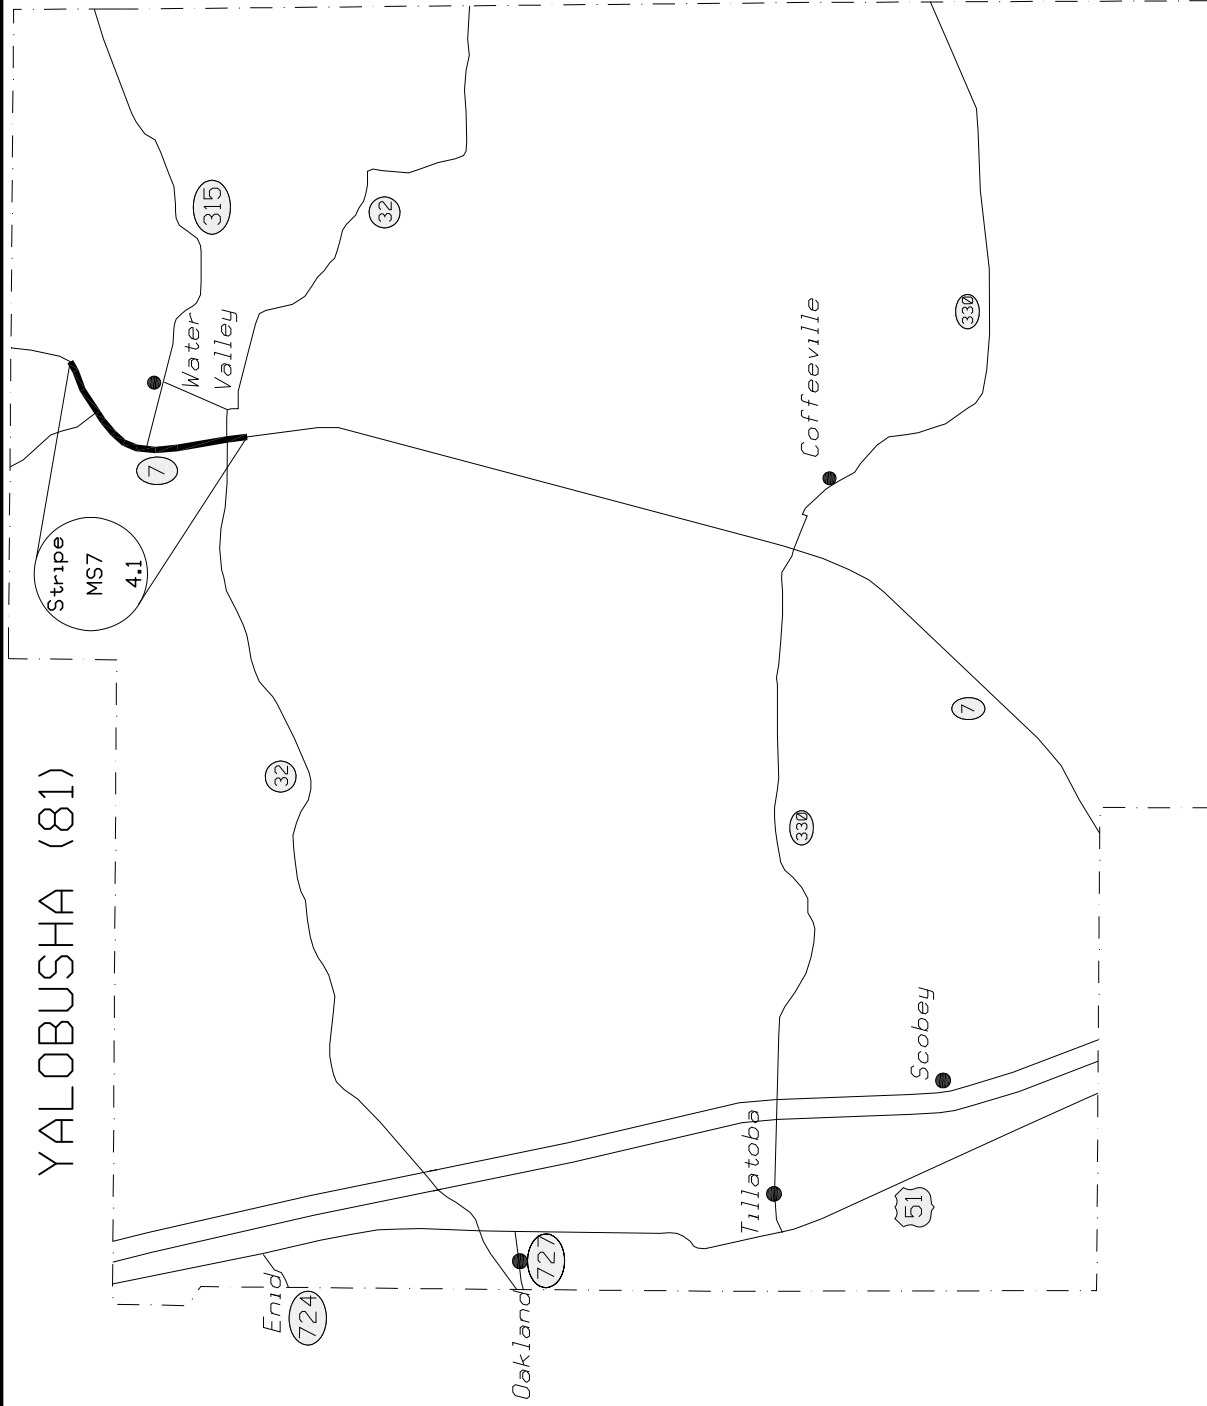 YALOBUSHA (81)
Stripe
MS7
4.1
7
315
Water
Valley
32
32
Coffeeville
330
330
7
Scobey
Tillatoba
51
Enid
724
727
Oakland